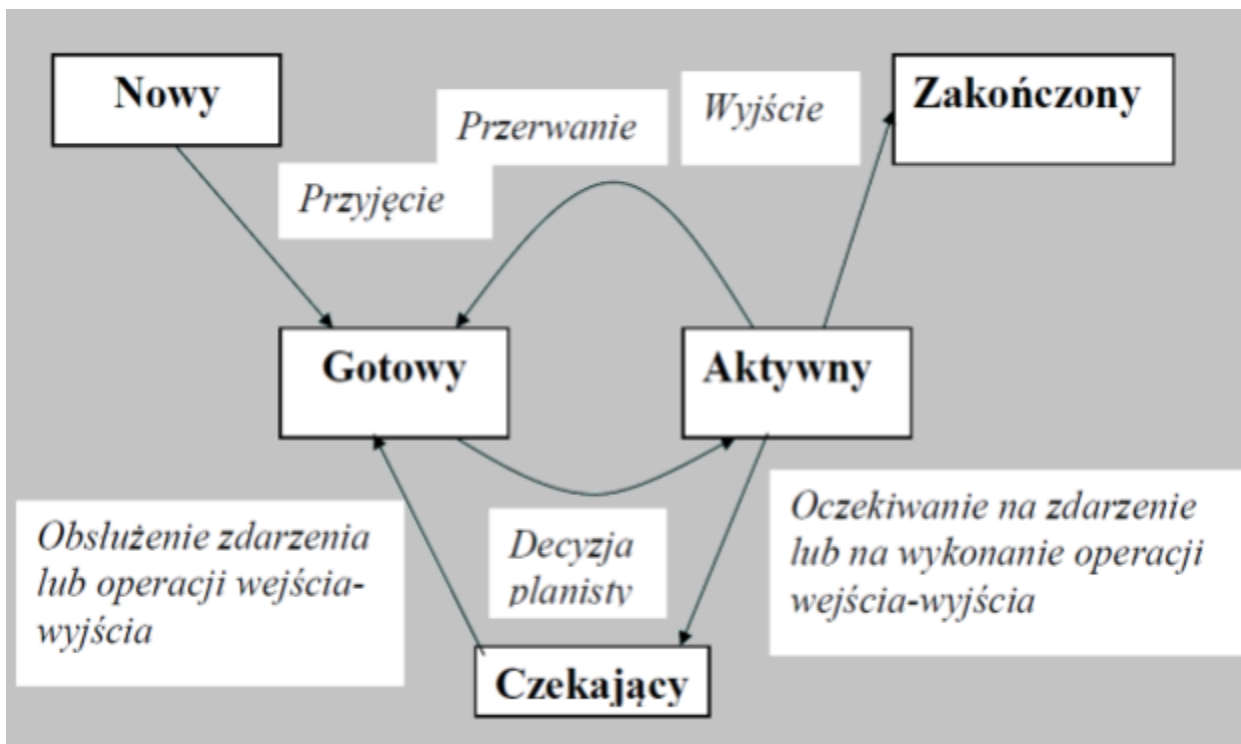 Nowy
Zakończony
Wyjście
Przerwanie
Przyjęcie
Gotowy
Aktywny
Obsłużenie zdarzenia
lub operacji wejścia-
wyjścia
Decyzja
planisty
Oczekiwanie na zdarzenie
lub na wykonanie operacji
wejścia-wyjścia
Czekający